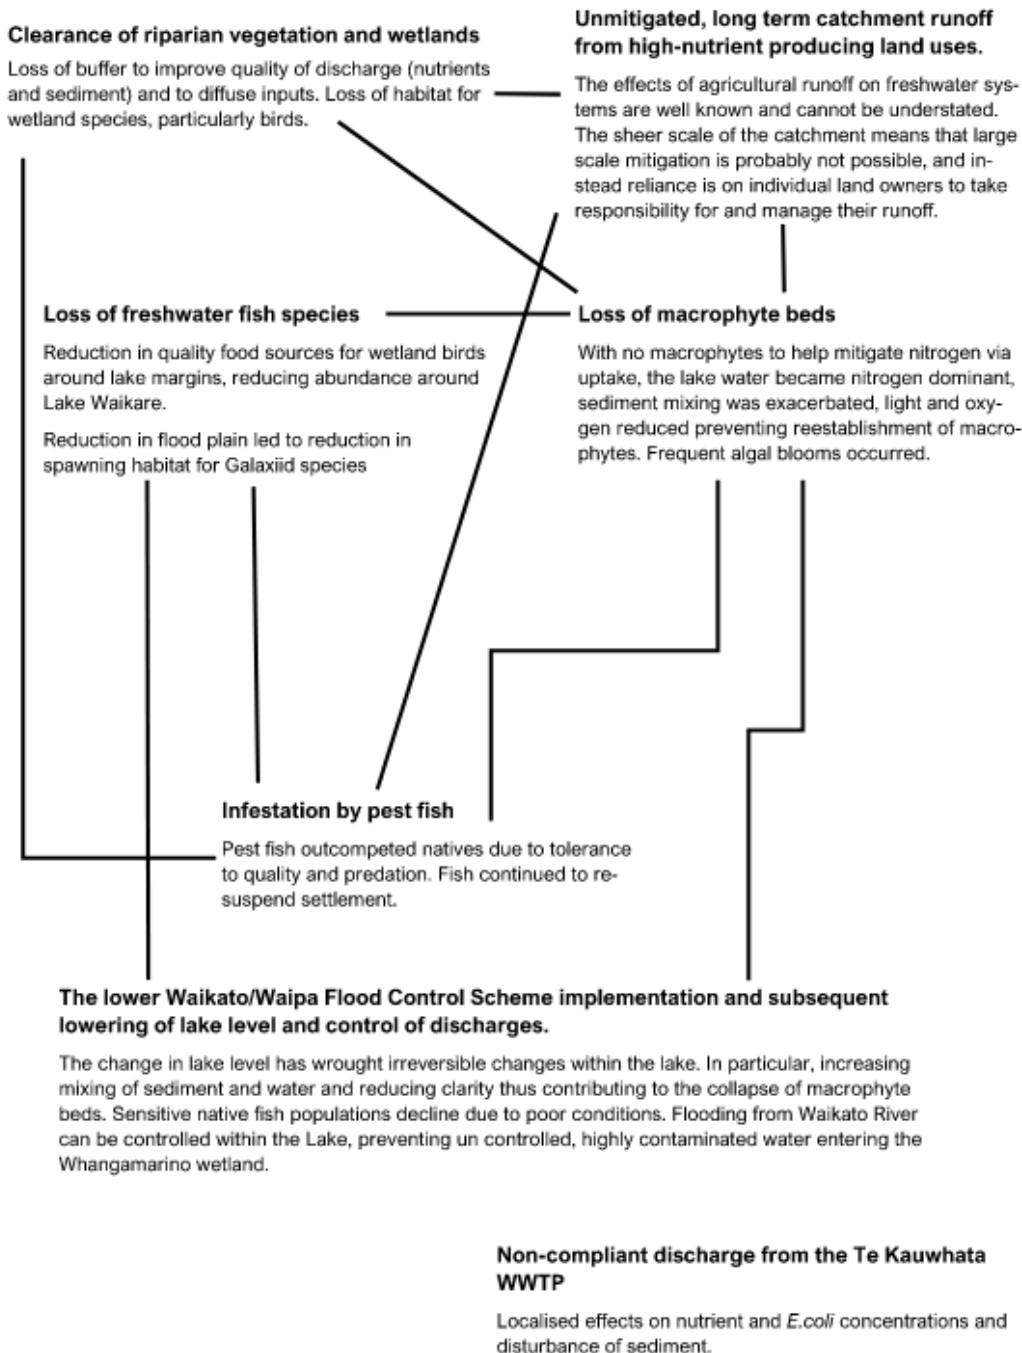 Clearance of riparian vegetation and wetlands
Loss of buffer to improve quality of discharge (nutrients
and sediment) and to diffuse inputs. Loss of habitat for
wetland species, particularly birds.
Unmitigated, long term catchment runoff
from high-nutrient producing land uses.
The effects of agricultural runoff on freshwater sys-
tems are well known and cannot be understated.
The sheer scale of the catchment means that large
scale mitigation is probably not possible, and in-
stead reliance is on individual land owners to take
responsibility for and manage their runoff.
Loss of freshwater fish species
Reduction in quality food sources for wetland birds
around lake margins, reducing abundance around
Lake Waikare.
Reduction in flood plain led to reduction in
spawning habitat for Galaxiid species
Loss of macrophyte beds
With no macrophytes to help mitigate nitrogen via
uptake, the lake water became nitrogen dominant,
sediment mixing was exacerbated, light and oxy-
gen reduced preventing reestablishment of macro-
phytes. Frequent algal blooms occurred.
Infestation by pest fish
Pest fish outcompeted natives due to tolerance
to quality and predation. Fish continued to re-
suspend settlement.
The lower Waikato/Waipa Flood Control Scheme implementation and subsequent
lowering of lake level and control of discharges.
The change in lake level has wrought irreversible changes within the lake. In particular, increasing
mixing of sediment and water and reducing clarity thus contributing to the collapse of macrophyte
beds. Sensitive native fish populations decline due to poor conditions. Flooding from Waikato River
can be controlled within the Lake, preventing un controlled, highly contaminated water entering the
Whangamarino wetland.
Non-compliant discharge from the Te Kauwhata
WWTP
Localised effects on nutrient and E.coli concentrations and
disturbance of sediment.